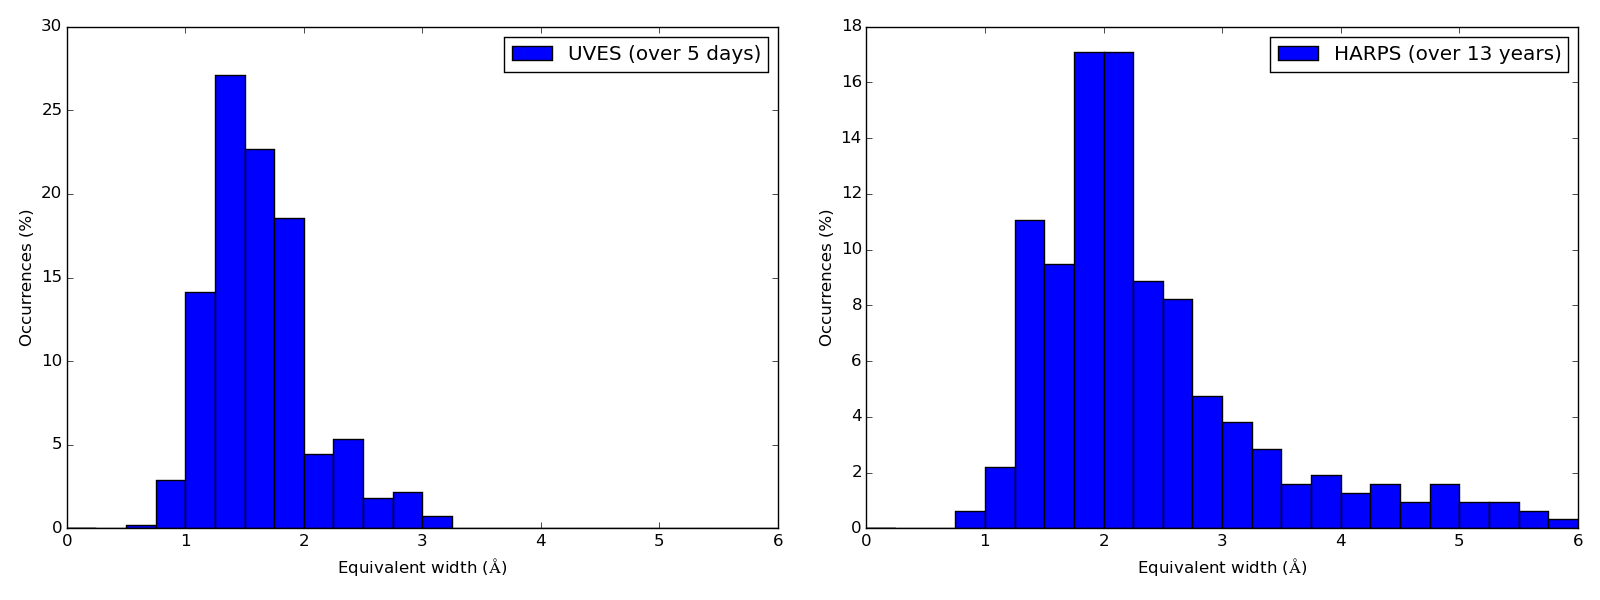 30
25
20
15
10
5
0
0 1 2 3 4 5 6
Occurrences (%)
Equivalent width (Å)
UVES (over 5 days)
18
16
14
12
10
8
6
4
2
0
0 1 2 3 4 5 6
Occurrences (%)
Equivalent width (Å)
HARPS (over 13 years)